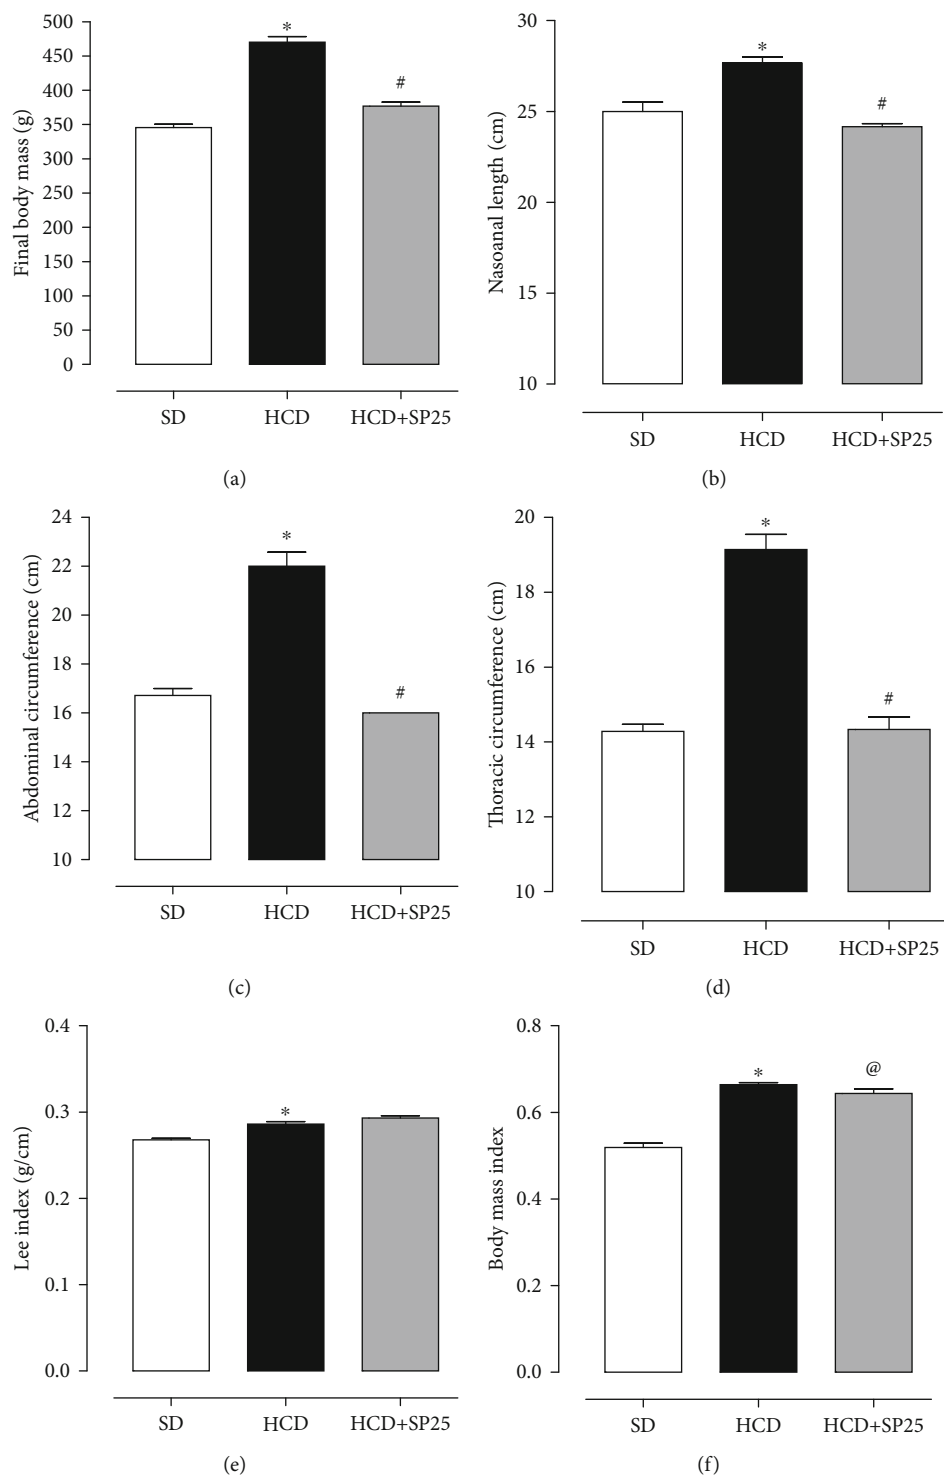 500
450
400
350
300
250
200
150
100
50
0
Final body mass (g)
*
#
SD
HCD
HCD+SP25
(a)
30
25
20
15
10
Nasoanal length (cm)
*
#
SD
HCD
HCD+SP25
(b)
24
22
20
18
16
14
12
10
Abdominal circumference (cm)
*
#
SD
HCD
HCD+SP25
(c)
20
18
16
14
12
10
Thoracic circumference (cm)
*
#
SD
HCD
HCD+SP25
(d)
0.4
0.3
0.2
0.1
0.0
Lee index (g/cm)
*
SD
HCD
HCD+SP25
(e)
0.8
0.6
0.4
0.2
0.0
Body mass index
*
@
SD
HCD
HCD+SP25
(f)